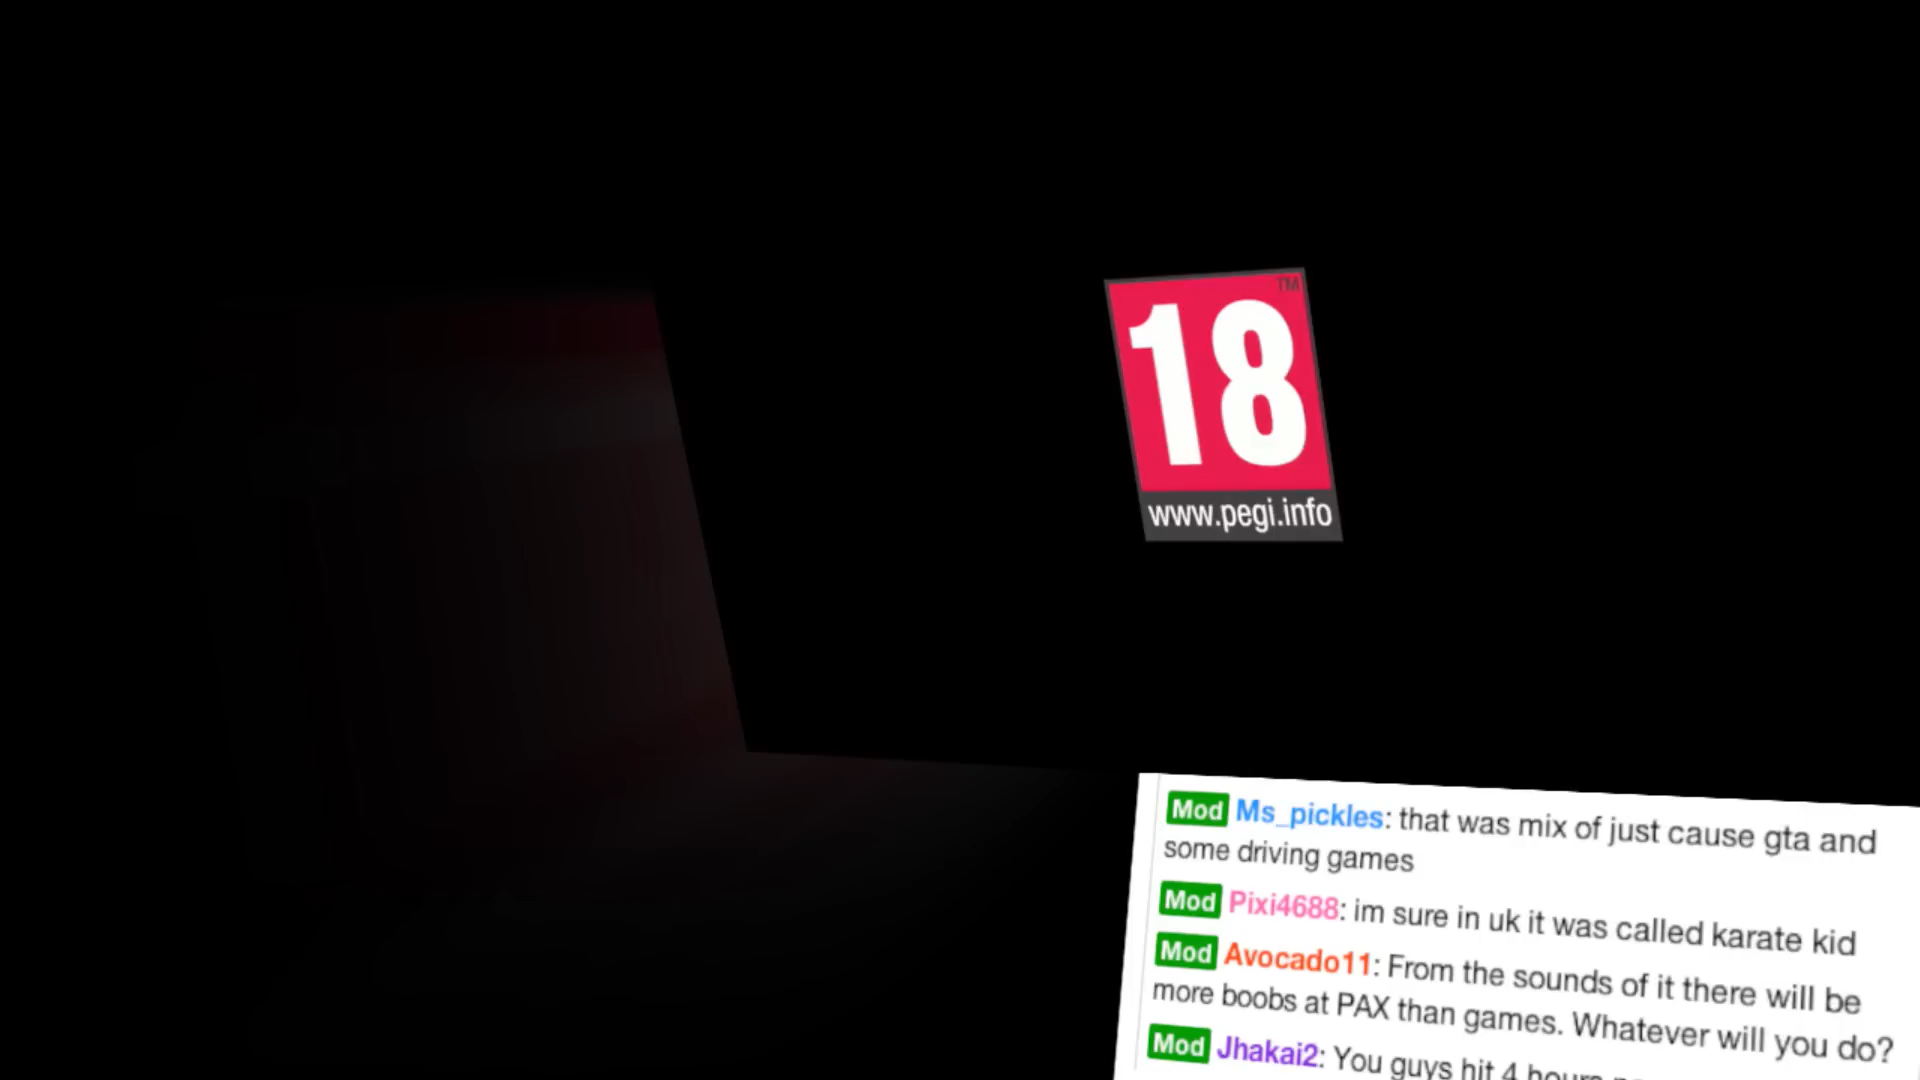 TM
18
www.pegi.info
Mod Ms_pickles: that was mix of just cause gta and
some driving games
Mod Pixi4688: im sure in uk it was called karate kid
Mod Avocado11: From the sounds of it there will be
more boobs at PAX than games. Whatever will you do?
Mod Jhakai2: You guys hit 4 hours